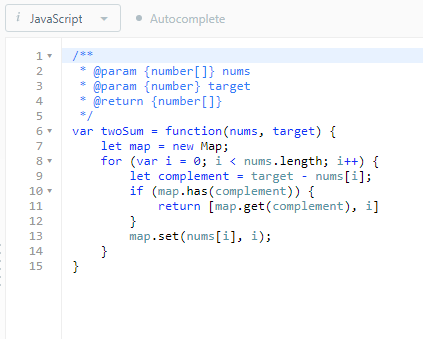 i JavaScript
Autocomplete
1 /**
2  * @param {number[]} nums
3  * @param {number} target
4  * @return {number[]}
5  */
6 var twoSum = function(nums, target) {
7     let map = new Map;
8     for (var i = 0; i < nums.length; i++) {
9         let complement = target - nums[i];
10         if (map.has(complement)) {
11             return [map.get(complement), i]
12         }
13         map.set(nums[i], i);
14     }
15 }